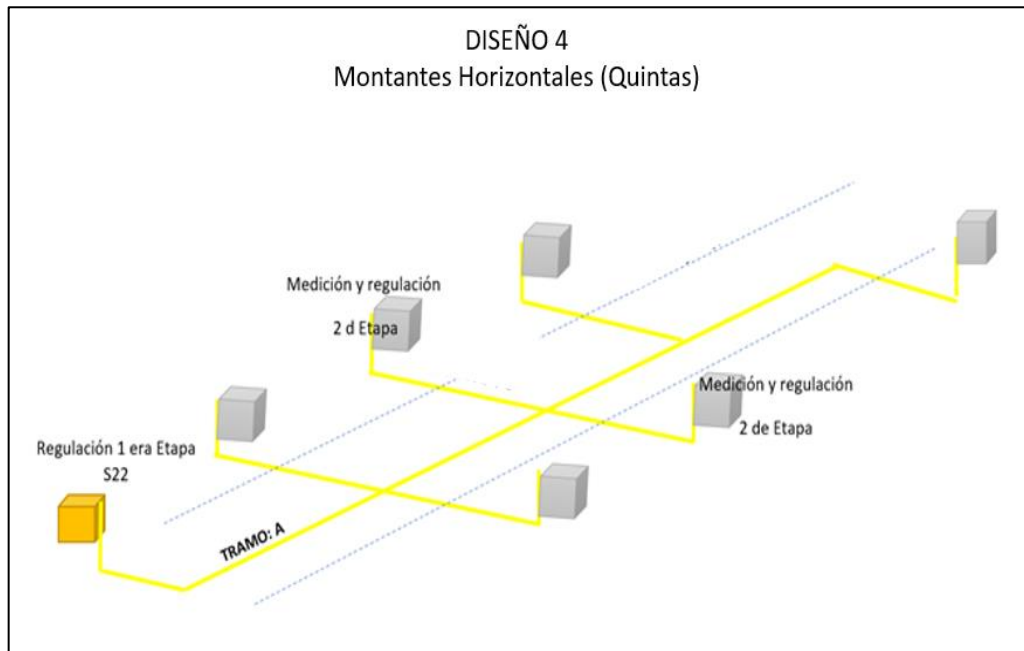 DISEÑO 4
Montantes Horizontales (Quintas)
Medición y regulación
2 d Etapa
Medición y regulación
2 de Etapa
Regulación 1 era Etapa
S22
TRAMO: A